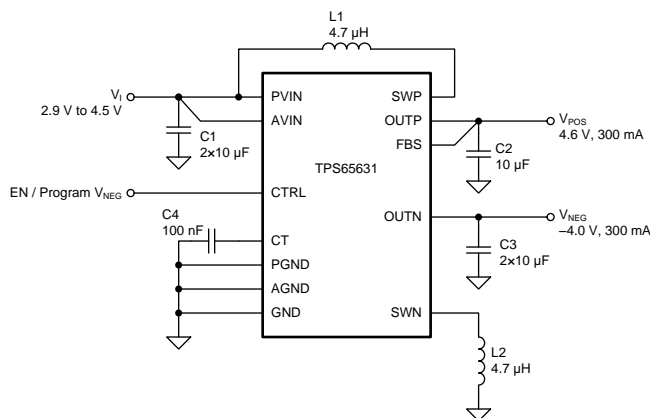 L1
4.7 µH
VI
2.9 V to 4.5 V
PVIN
SWP
AVIN
OUTP
VPOS
4.6 V, 300 mA
C1
2×10 µF
FBS
C2
10 µF
TPS65631
EN / Program VNEG
CTRL
C4
100 nF
OUTN
VNEG
–4.0 V, 300 mA
CT
C3
2×10 µF
PGND
AGND
GND
SWN
L2
4.7 µH